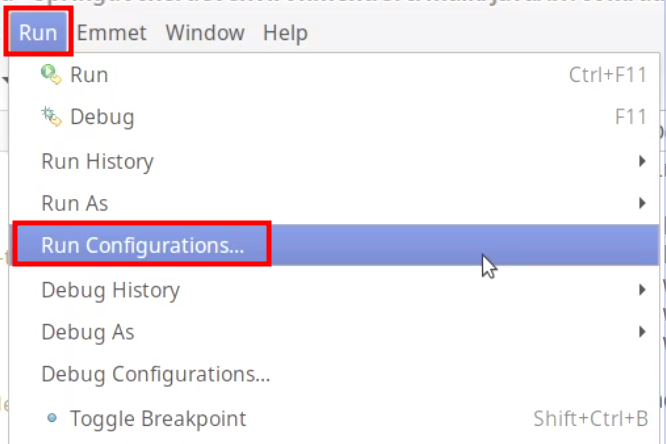 Run Emmet Window Help
Run Ctrl+F11
Debug F11
Run History
Run As
Run Configurations...
Debug History
Debug As
Debug Configurations...
Toggle Breakpoint Shift+Ctrl+B